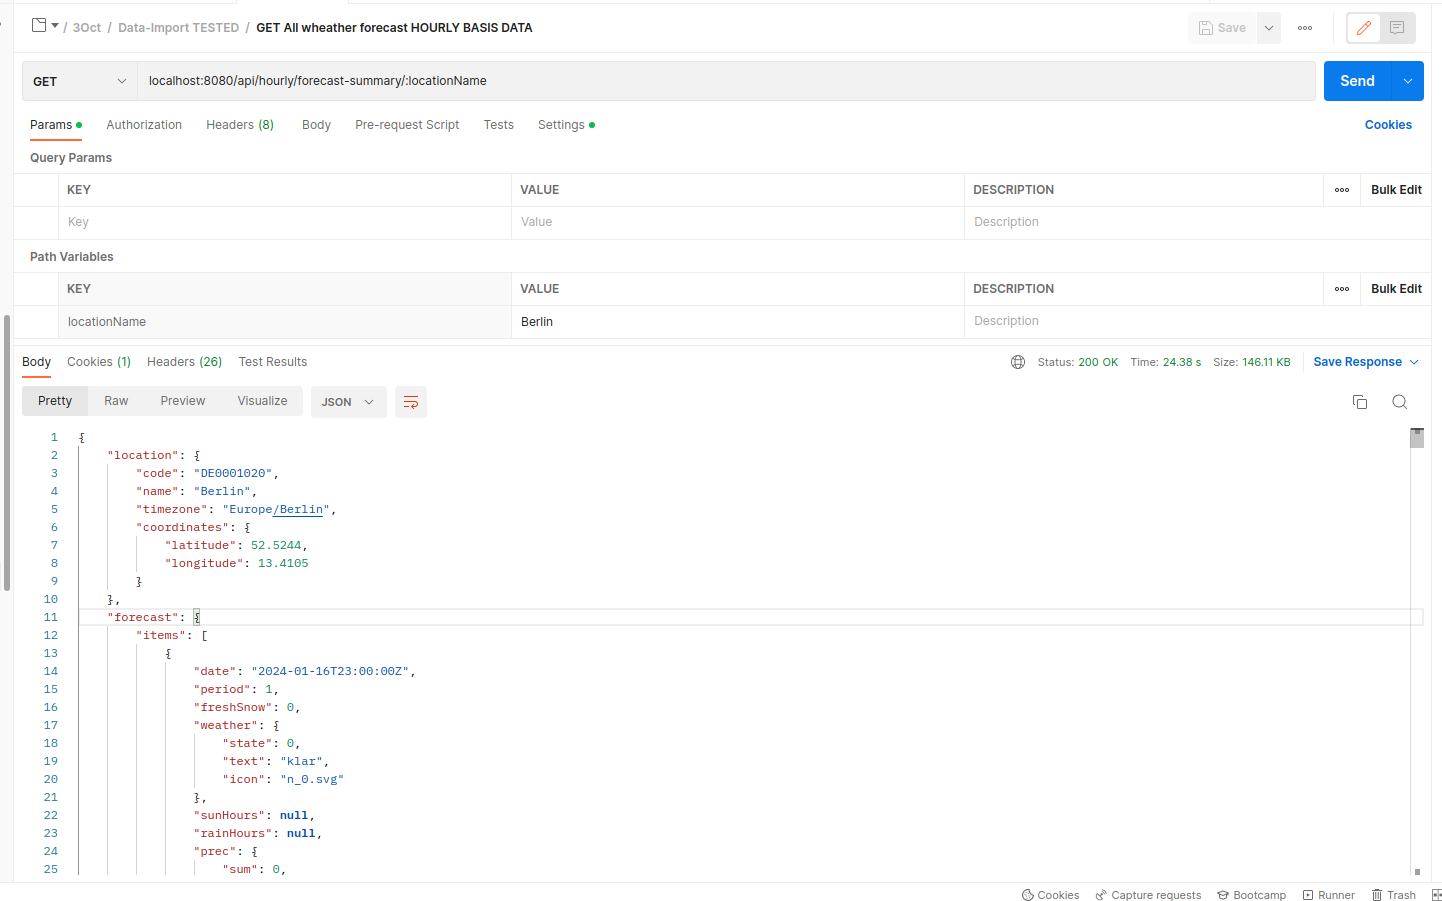 / 3Oct / Data-Import TESTED / GET All wheather forecast HOURLY BASIS DATA
Save
GET localhost:8080/api/hourly/forecast-summary/:locationName Send
Params Authorization Headers (8) Body Pre-request Script Tests Settings Cookies
Query Params
KEY VALUE DESCRIPTION Bulk Edit
Key Value Description
Path Variables
KEY VALUE DESCRIPTION Bulk Edit
locationName Berlin Description
Body Cookies (1) Headers (26) Test Results Status: 200 OK Time: 24.38 s Size: 146.11 KB Save Response
Pretty Raw Preview Visualize JSON
1 {
2 "location": {
3 "code": "DE0001020",
4 "name": "Berlin",
5 "timezone": "Europe/Berlin",
6 "coordinates": {
7 "latitude": 52.5244,
8 "longitude": 13.4105
9 }
10 },
11 "forecast": {
12 "items": [
13 {
14 "date": "2024-01-16T23:00:00Z",
15 "period": 1,
16 "freshSnow": 0,
17 "weather": {
18 "state": 0,
19 "text": "klar",
20 "icon": "n_0.svg"
21 },
22 "sunHours": null,
23 "rainHours": null,
24 "prec": {
25 "sum": 0,
Cookies Capture requests Bootcamp Runner Trash